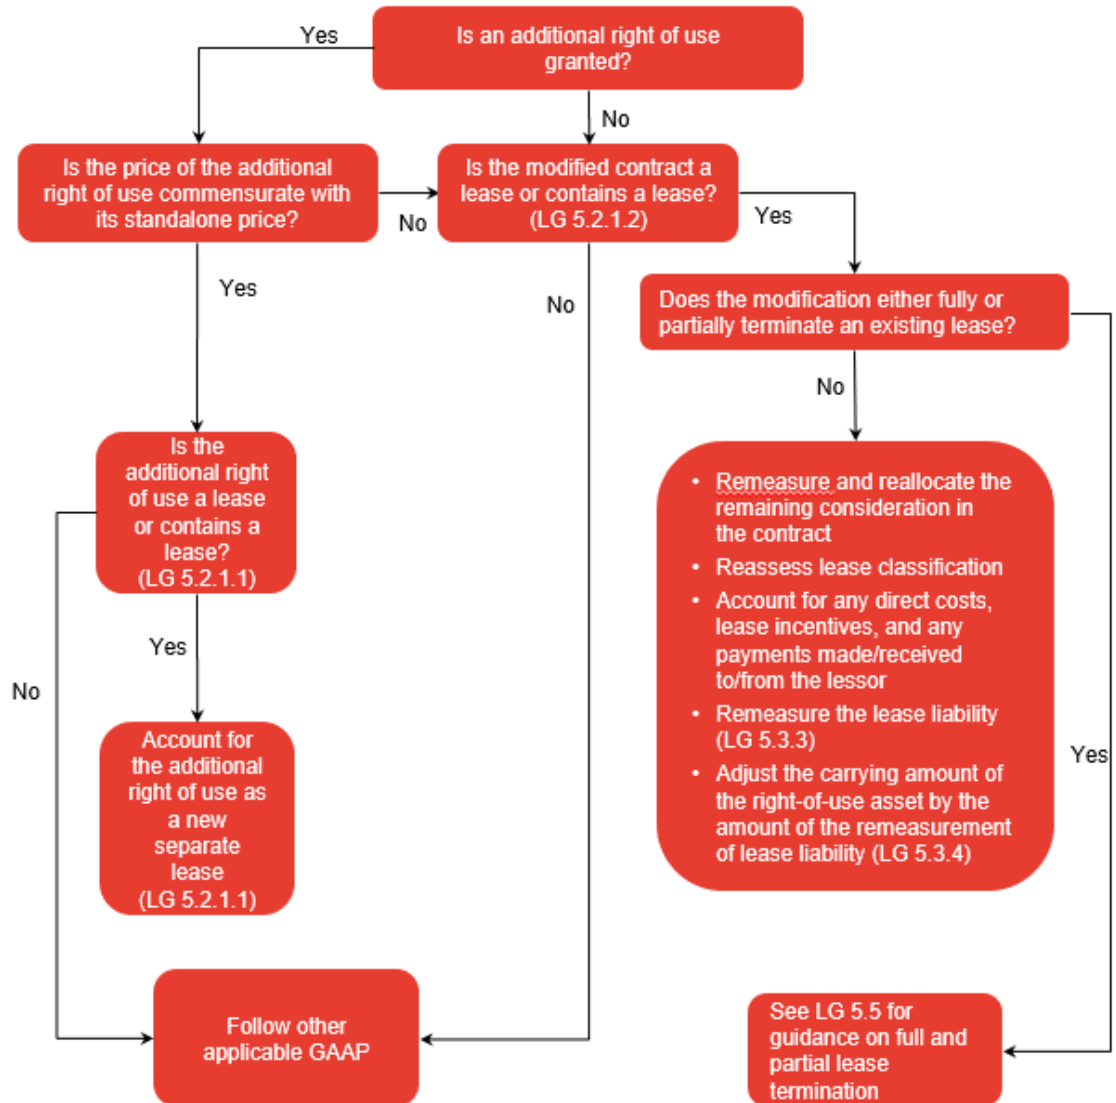 Is an additional right of use
granted?
Yes
No
Is the price of the additional
right of use commensurate with
its standalone price?
No
Is the modified contract a
lease or contains a lease?
(LG 5.2.1.2)
Yes
Yes
No
Does the modification either fully or
partially terminate an existing lease?
No
Is the
additional right
of use a lease
or contains a
lease?
(LG 5.2.1.1)
Yes
No
Account for
the additional
right of use as
a new
separate
lease
(LG 5.2.1.1)
• Remeasure and reallocate the
remaining consideration in
the contract
• Reassess lease classification
• Account for any direct costs,
lease incentives, and any
payments made/received
to/from the lessor
• Remeasure the lease liability
(LG 5.3.3)
• Adjust the carrying amount of
the right-of-use asset by the
amount of the remeasurement
of lease liability (LG 5.3.4)
Yes
Follow other
applicable GAAP
See LG 5.5 for
guidance on full and
partial lease
termination